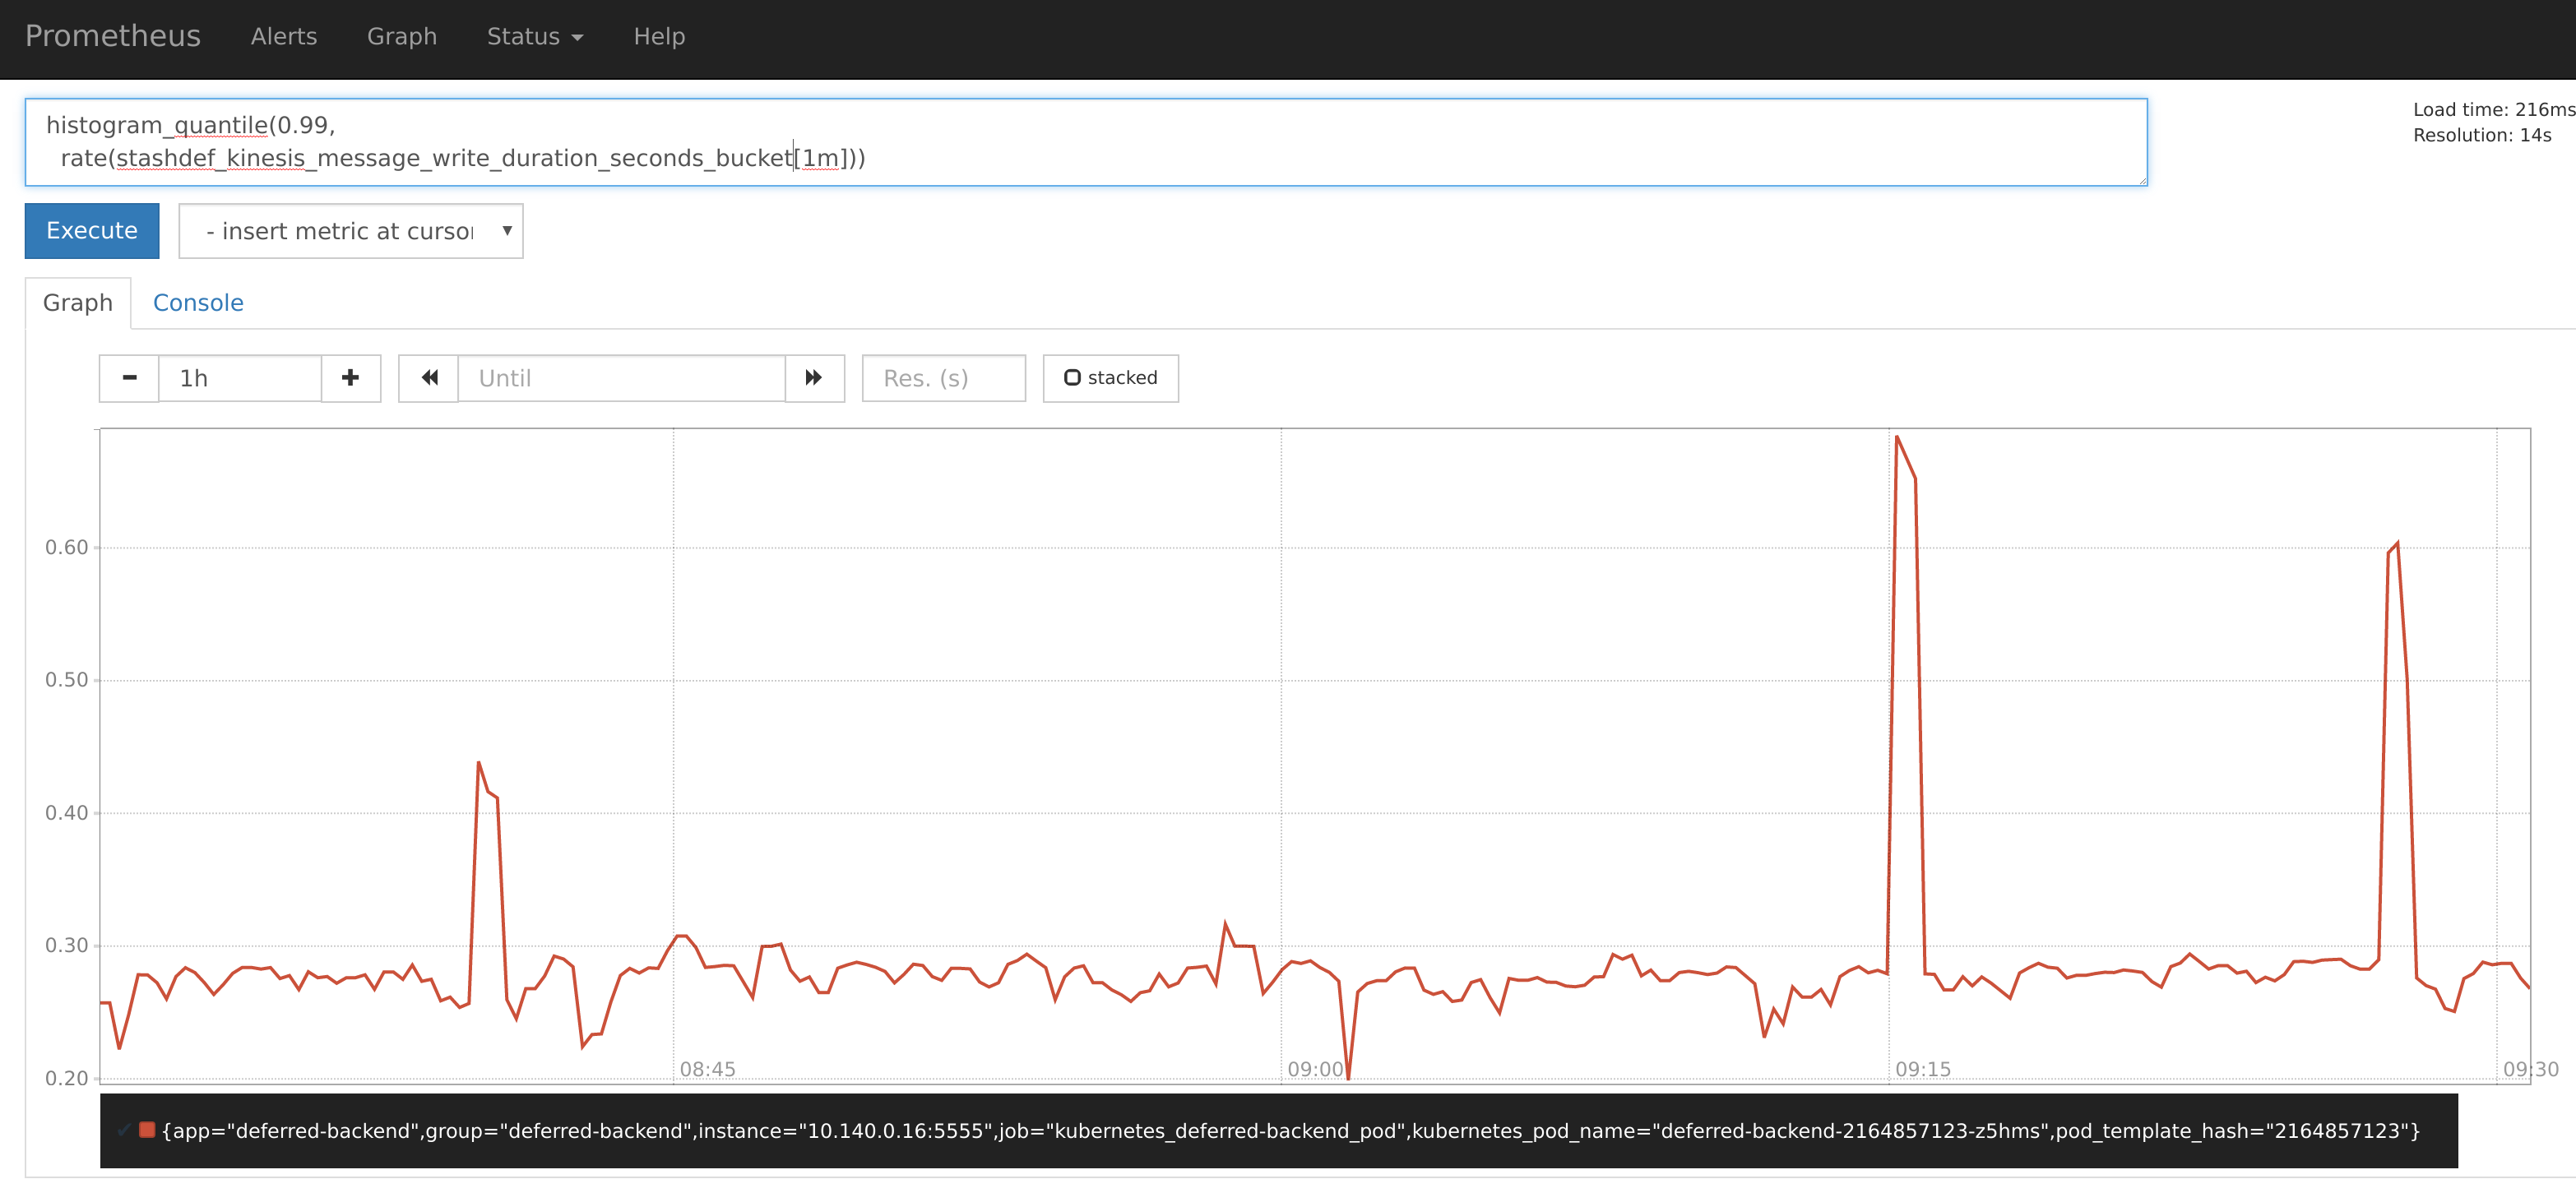 Prometheus Alerts Graph Status Help
histogram_quantile(0.99,
rate(stashdef_kinesis_message_write_duration_seconds_bucket[1m]))
Load time: 216ms
Resolution: 14s
Execute - insert metric at cursor
Graph Console
1h Until Res. (s) stacked
0.60
0.50
0.40
0.30
0.20
08:45 09:00 09:15 09:30
{app="deferred-backend",group="deferred-backend",instance="10.140.0.16:5555",job="kubernetes_deferred-backend_pod",kubernetes_pod_name="deferred-backend-2164857123-z5hms",pod_template_hash="2164857123"}